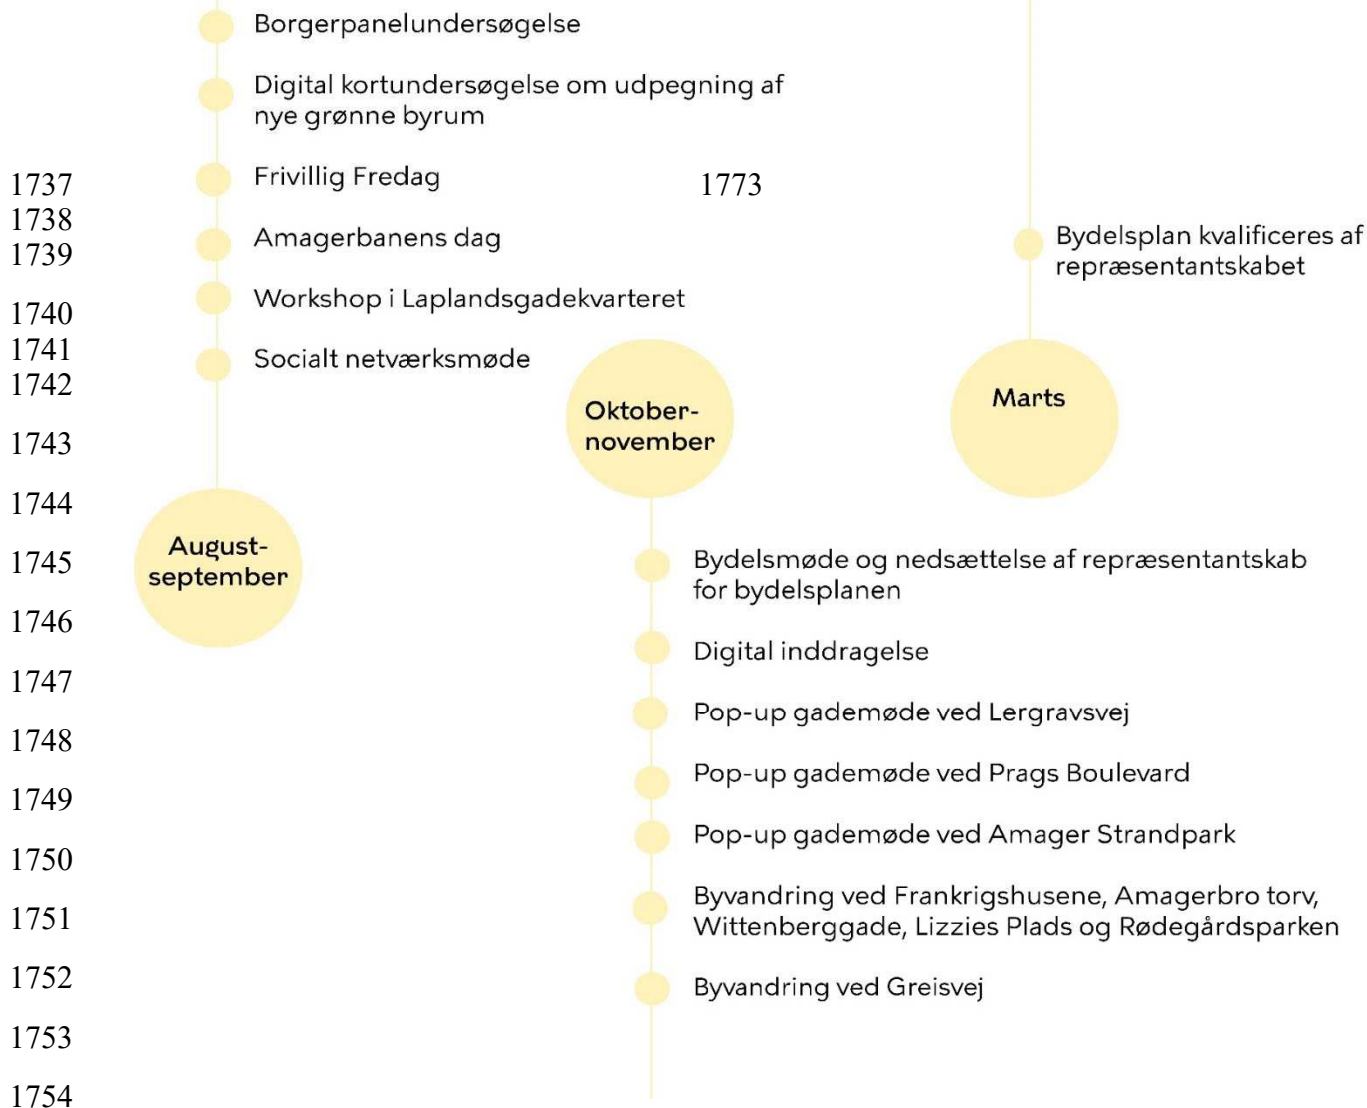 Borgerpanelundersøgelse
Digital kortundersøgelse om udpegning af
nye grønne byrum
1737
Frivillig Fredag
1773
1738
Amagerbanens dag
1739
Bydelsplan kvalificeres af
repræsentantskabet
Workshop i Laplandsgadekvarteret
1740
1741
Socialt netværksmøde
1742
Marts
Oktober-
november
1743
1744
August-
september
1745
Bydelsmøde og nedsættelse af repræsentantskab
for bydelsplanen
1746
Digital inddragelse
1747
Pop-up gademøde ved Lergravsvej
1748
Pop-up gademøde ved Prags Boulevard
1749
Pop-up gademøde ved Amager Strandpark
1750
Byvandring ved Frankrigshusene, Amagerbro torv,
Wittenberggade, Lizzies Plads og Rødegårdsparken
1751
1752
Byvandring ved Greisvej
1753
1754